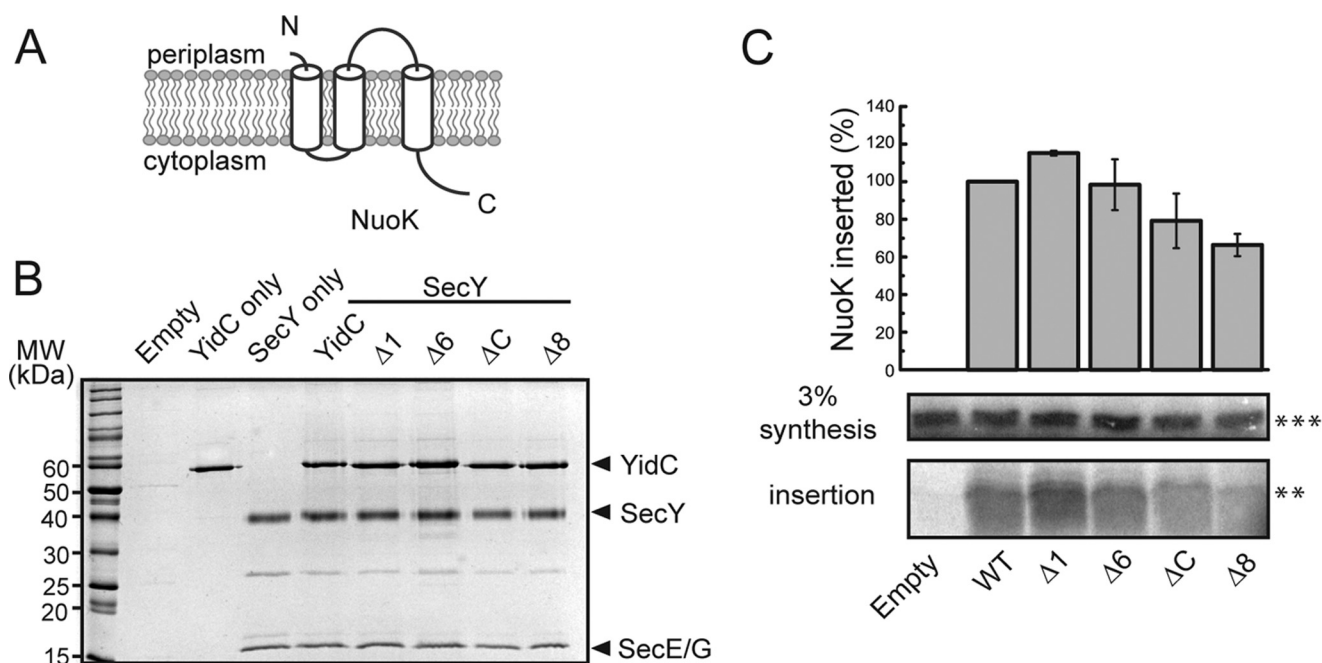 A
N
periplasm
cytoplasm
C
NuoK
B
MW
(kDa)
Empty
YidC only
SecY only
SecY
YidC
Δ1
Δ6
ΔC
Δ8
60
50
40
30
25
20
15
YidC
SecY
SecE/G
C
NuoK inserted (%)
140
120
100
80
60
40
20
0
3%
synthesis
***
insertion
**
Empty
WT
Δ1
Δ6
ΔC
Δ8